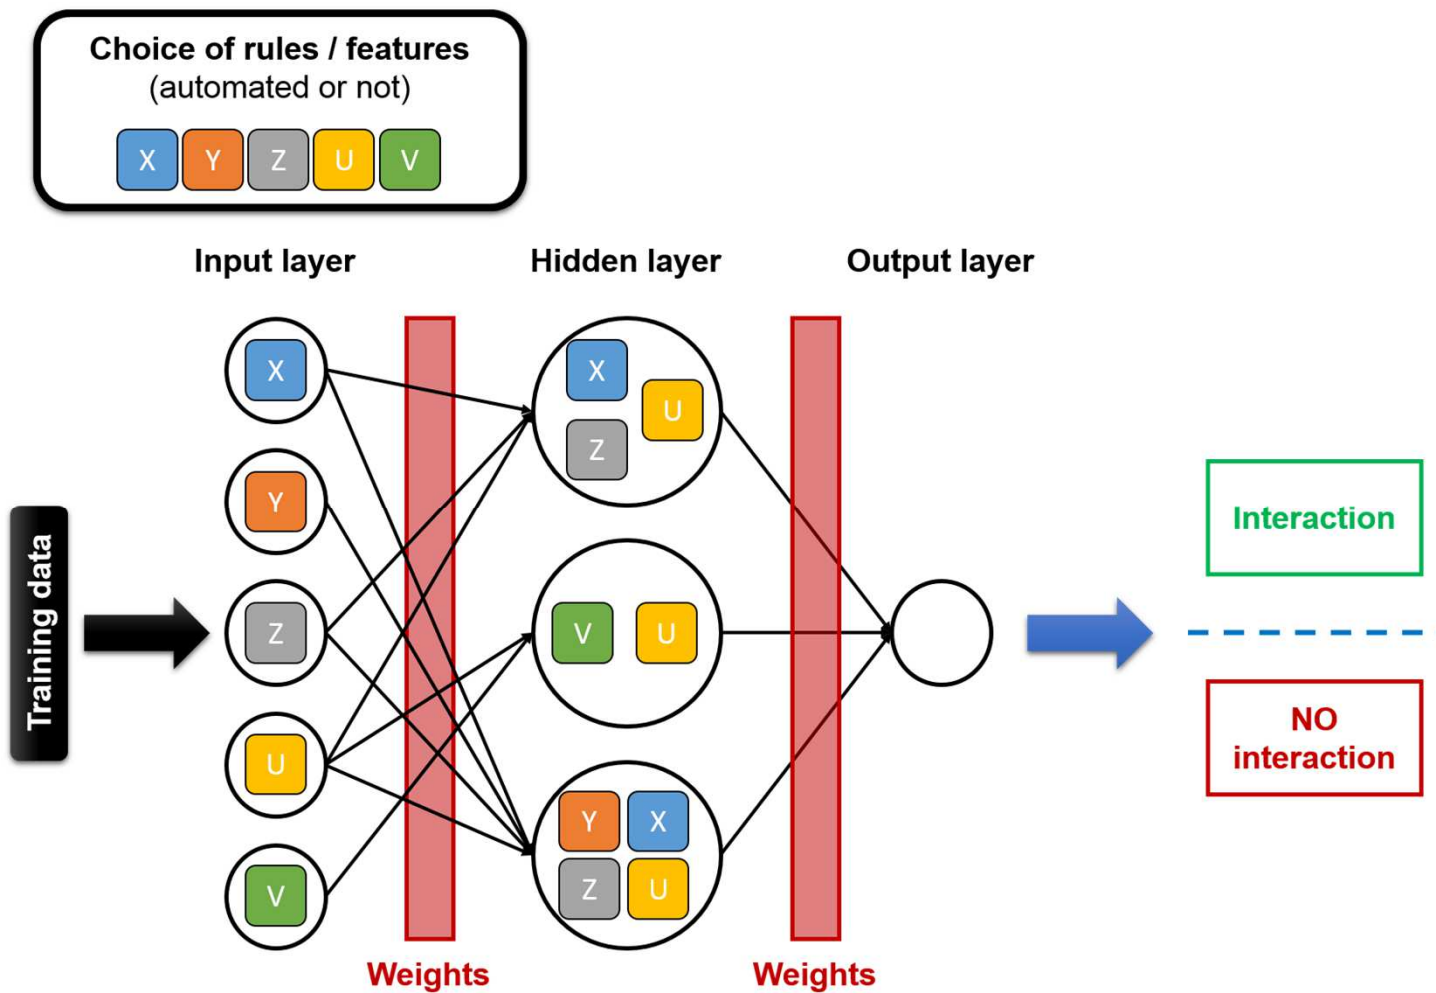 Choice of rules / features
(automated or not)
X Y Z U V
Input layer
Hidden layer
Output layer
Training data
X
Y
Z
U
V
X
U
Z
V U
Y X
Z U
Weights
Weights
Interaction
NO
interaction